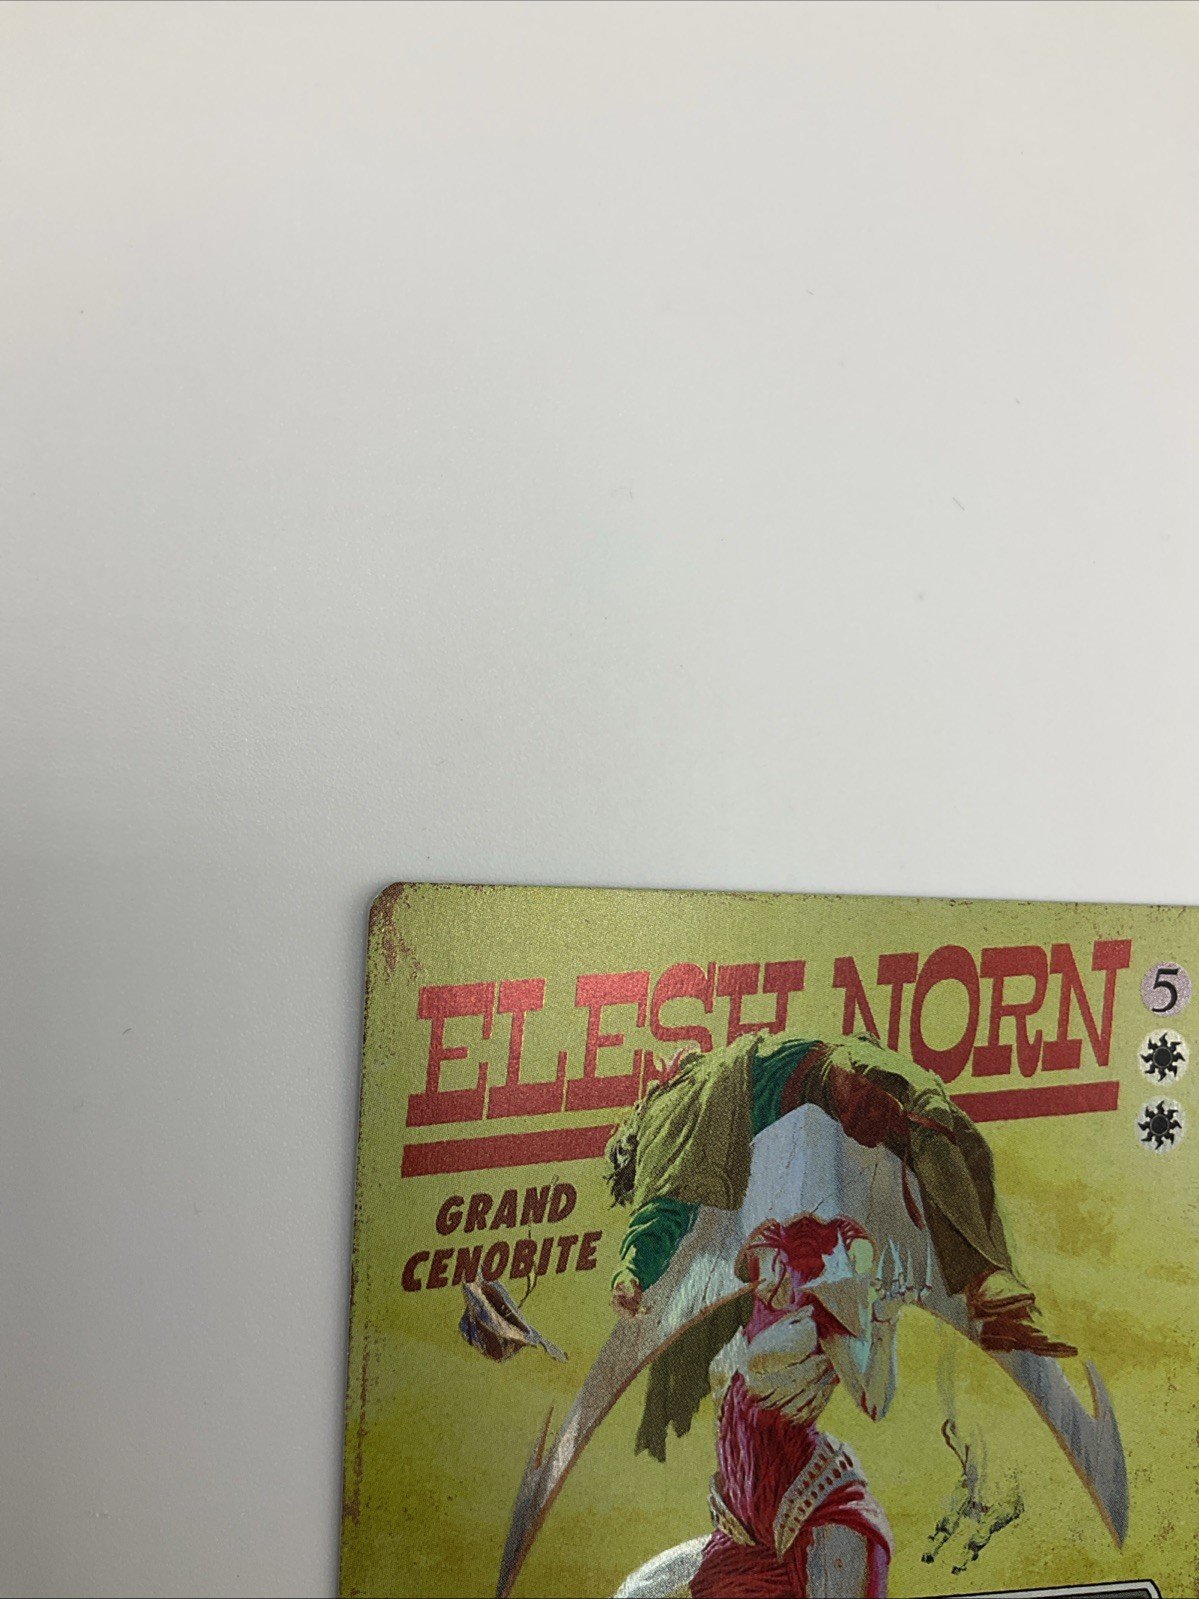 ELESH NORN
5
GRAND
CENOBITE